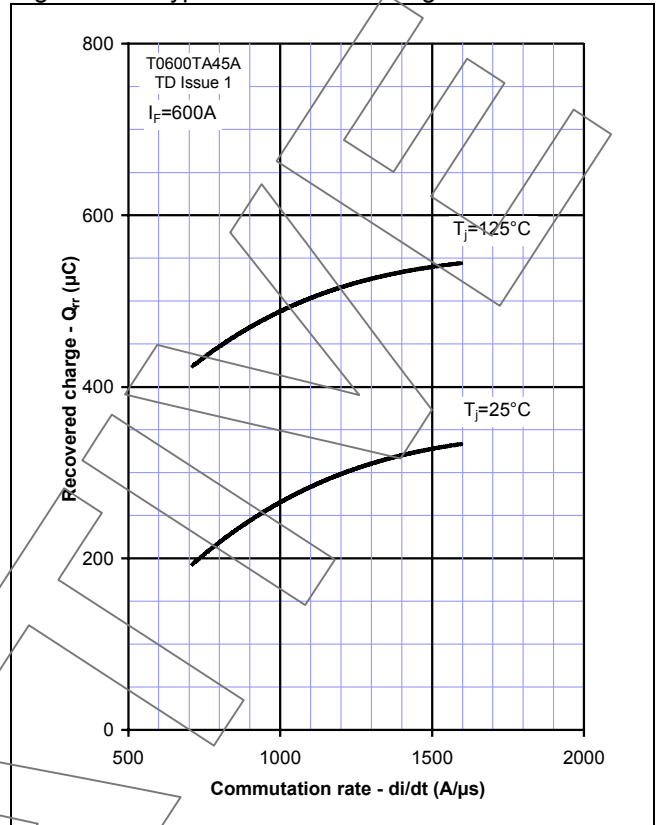 800
600
400
200
0
500 1000 1500 2000
T0600TA45A
TD Issue 1
I_F=600A
T_j=125°C
T_j=25°C
Recovered charge - Q_rr (µC)
Commutation rate - di/dt (A/µs)